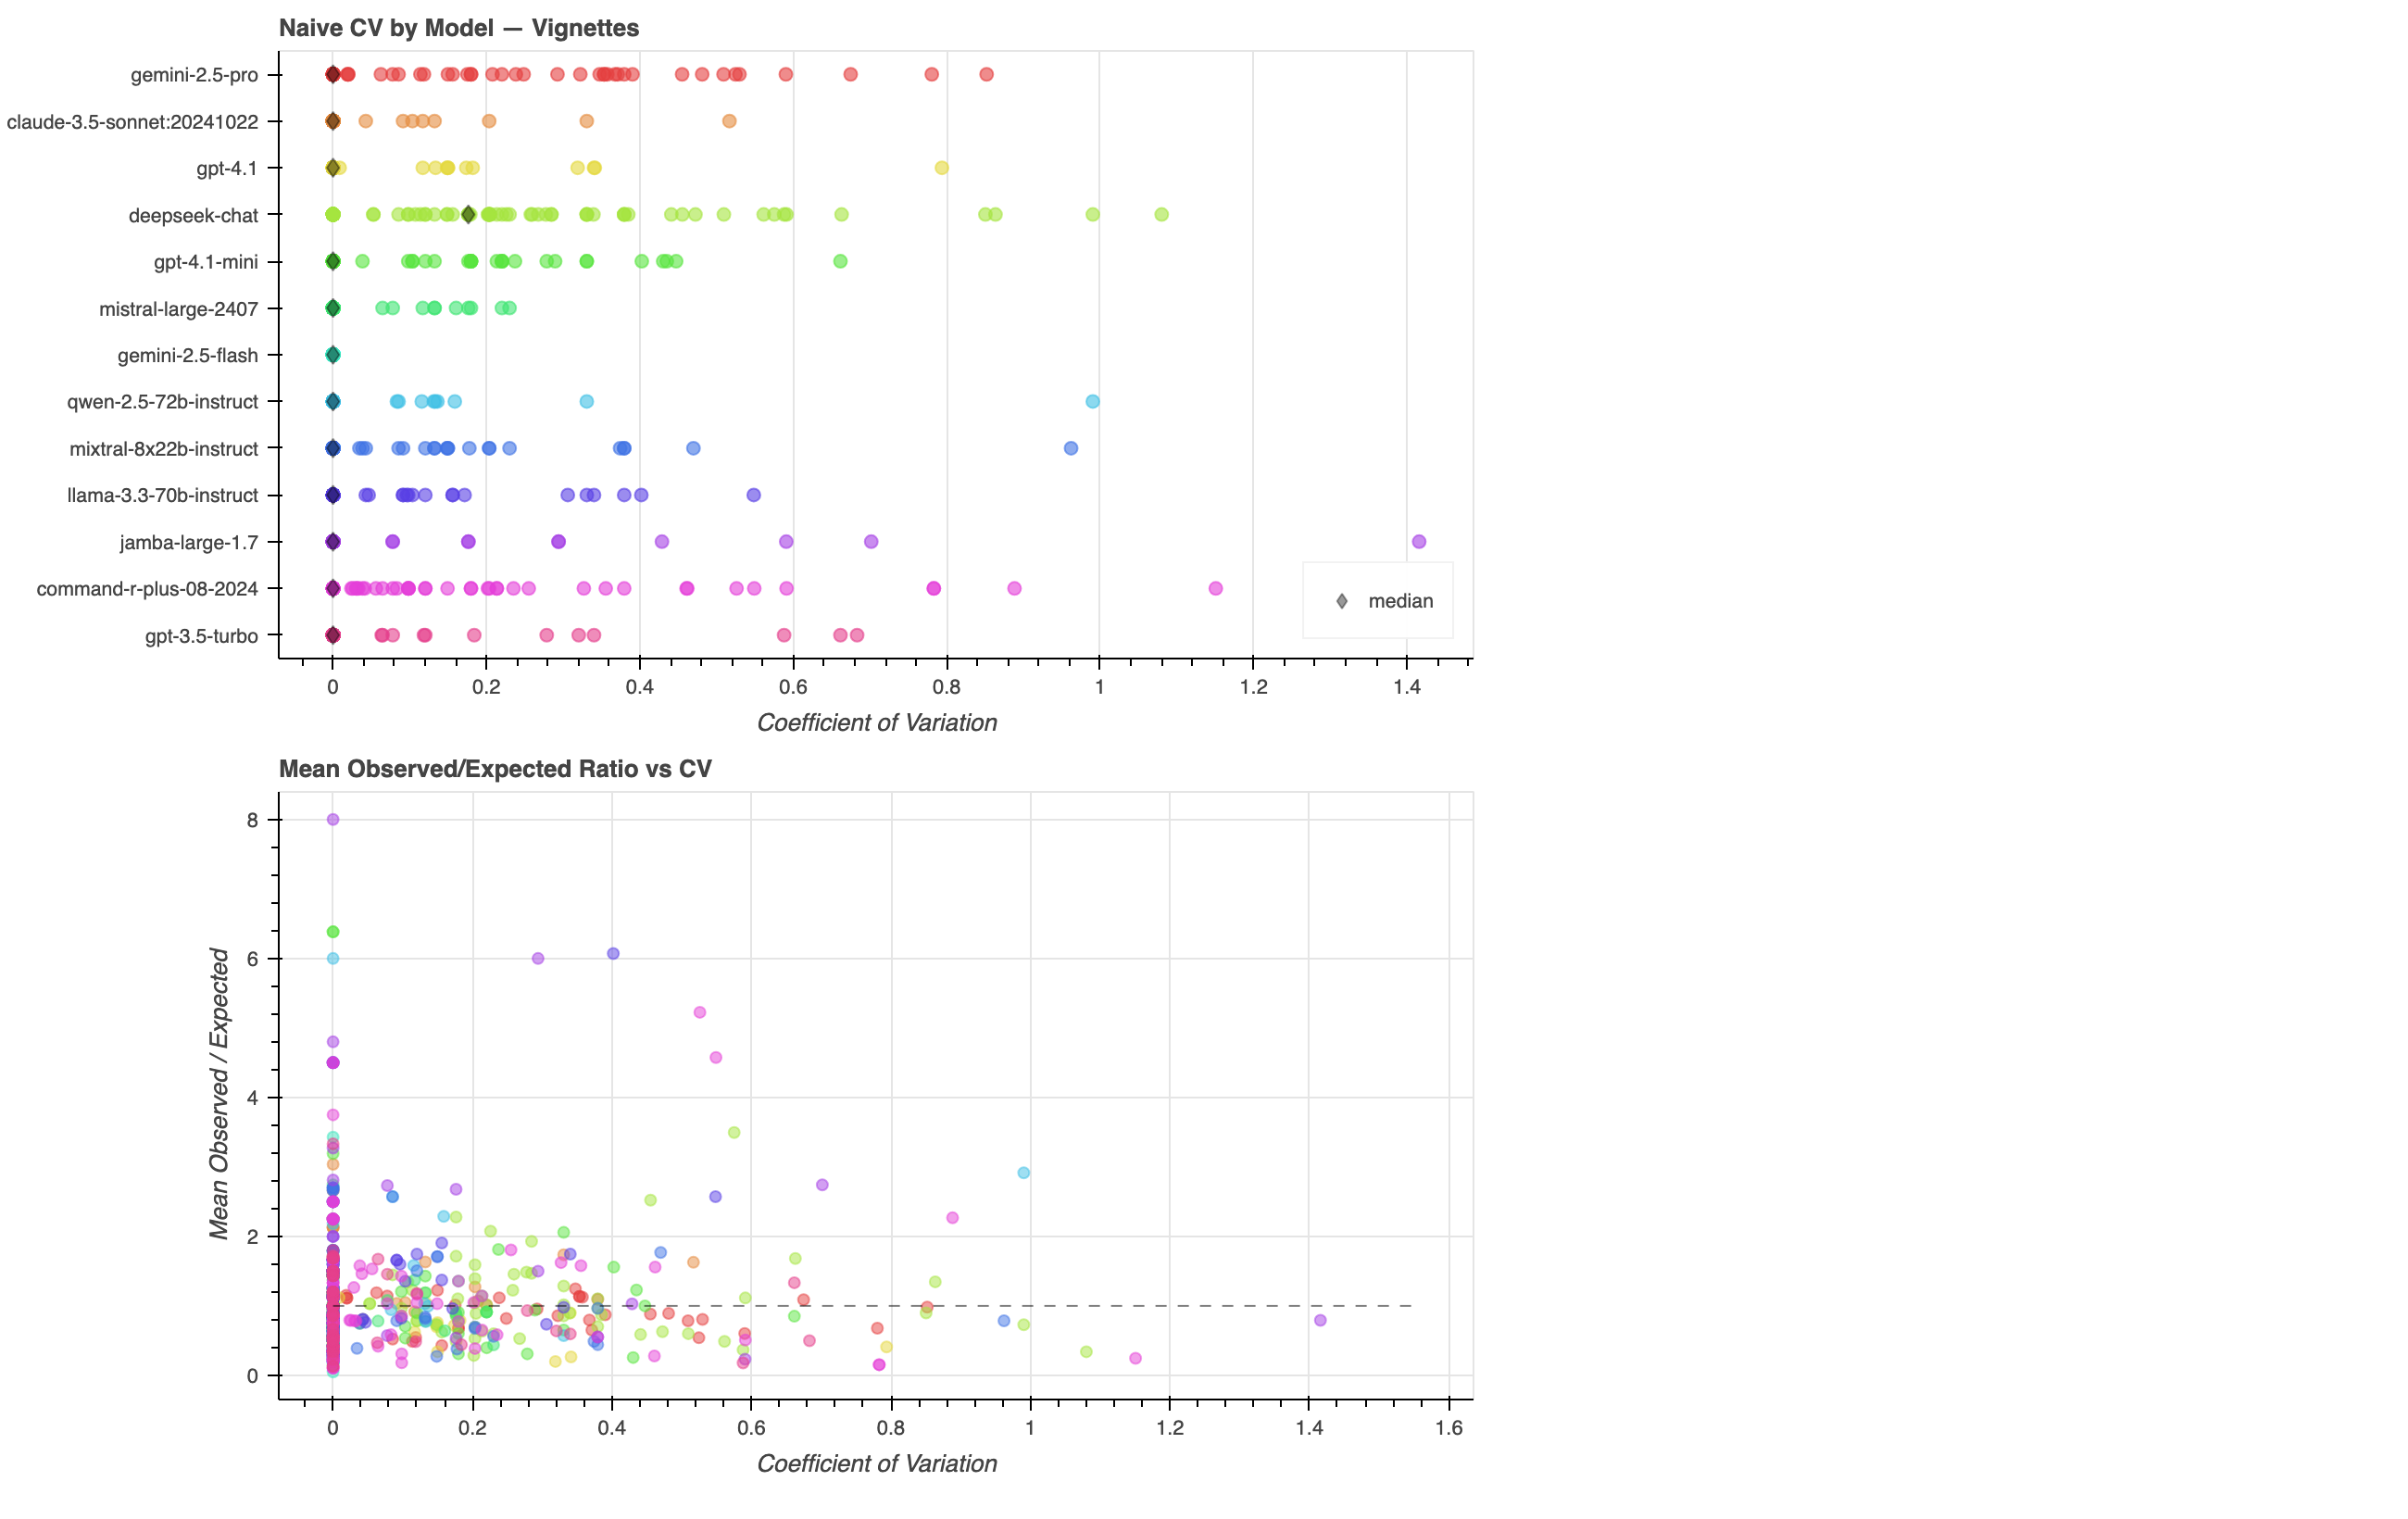 Naive CV by Model — Vignettes
gemini-2.5-pro
claude-3.5-sonnet:20241022
gpt-4.1
deepseek-chat
gpt-4.1-mini
mistral-large-2407
gemini-2.5-flash
qwen-2.5-72b-instruct
mixtral-8x22b-instruct
llama-3.3-70b-instruct
jamba-large-1.7
command-r-plus-08-2024
gpt-3.5-turbo
median
0 0.2 0.4 0.6 0.8 1 1.2 1.4
Coefficient of Variation
Mean Observed/Expected Ratio vs CV
Mean Observed / Expected
8
6
4
2
0
0 0.2 0.4 0.6 0.8 1 1.2 1.4 1.6
Coefficient of Variation